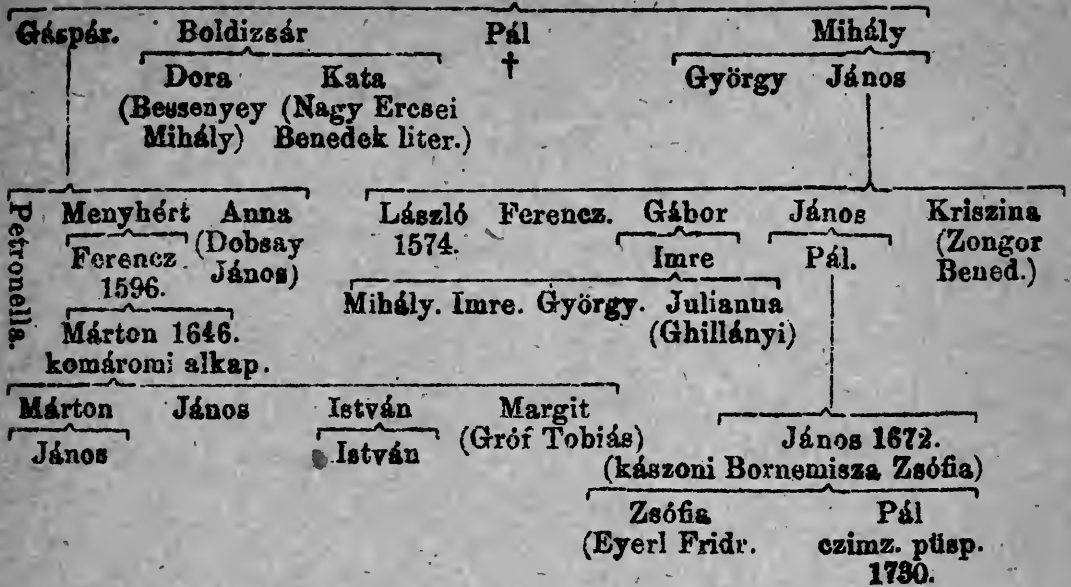 Gáspár. Boldizsár Pál Mihály
† 
Dora Kata György János
(Bessenyey (Nagy Ercsei
Mihály) Benedek liter.)
Petronella.
Menyhért Anna László Ferencz. Gábor János Kriszina
(Dobsay 1574. (Zongor
Ferencz János) Imre Pál. Bened.)
1596.
Mihály. Imre. György. Julianna
Márton 1646. (Ghillányi)
komáromi alkap.
Márton János István Margit
(Gróf Tobiás) János 1672.
János István
(kászoni Bornemisza Zsófia)
Zsófia Pál
(Eyerl Fridr. czimz. püsp.
1730.